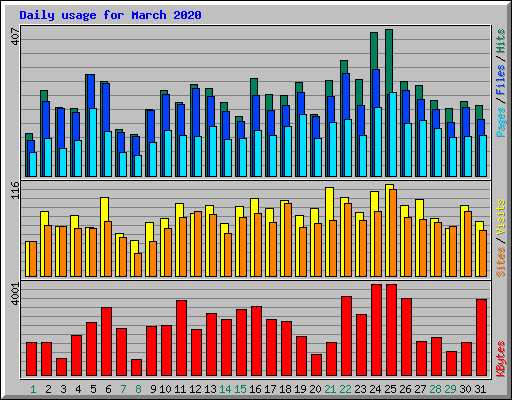 Daily usage for March 2020
407
Pages / Files / Hits
116
Sites / Visits
4001
KBytes
1 2 3 4 5 6 7 8 9 10 11 12 13 14 15 16 17 18 19 20 21 22 23 24 25 26 27 28 29 30 31